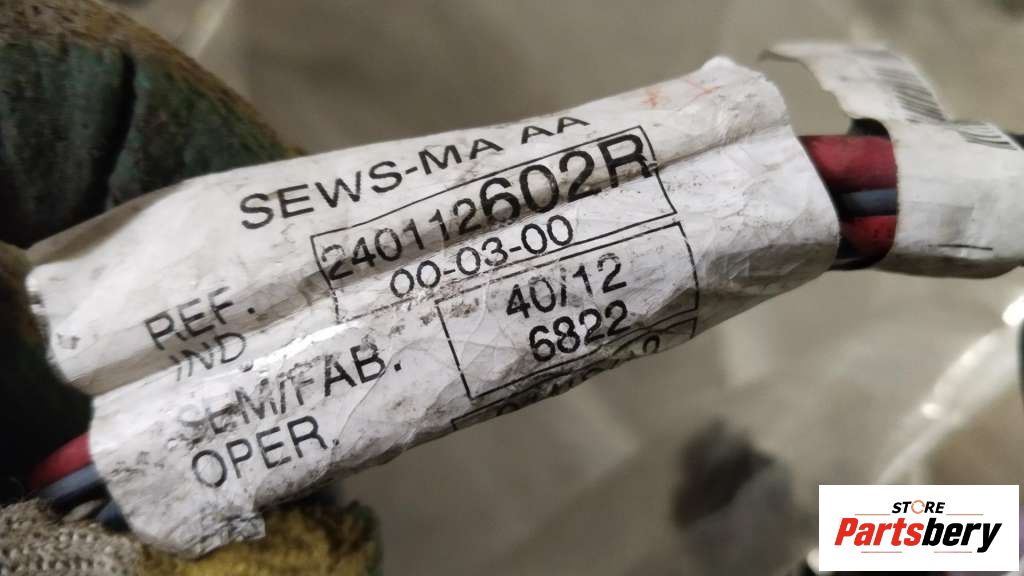 SEWS-MA AA
REF. 240112602R
IND. 00-03-00
SEM/FAB. 40/12
OPER. 6822
STORE
Partsbery